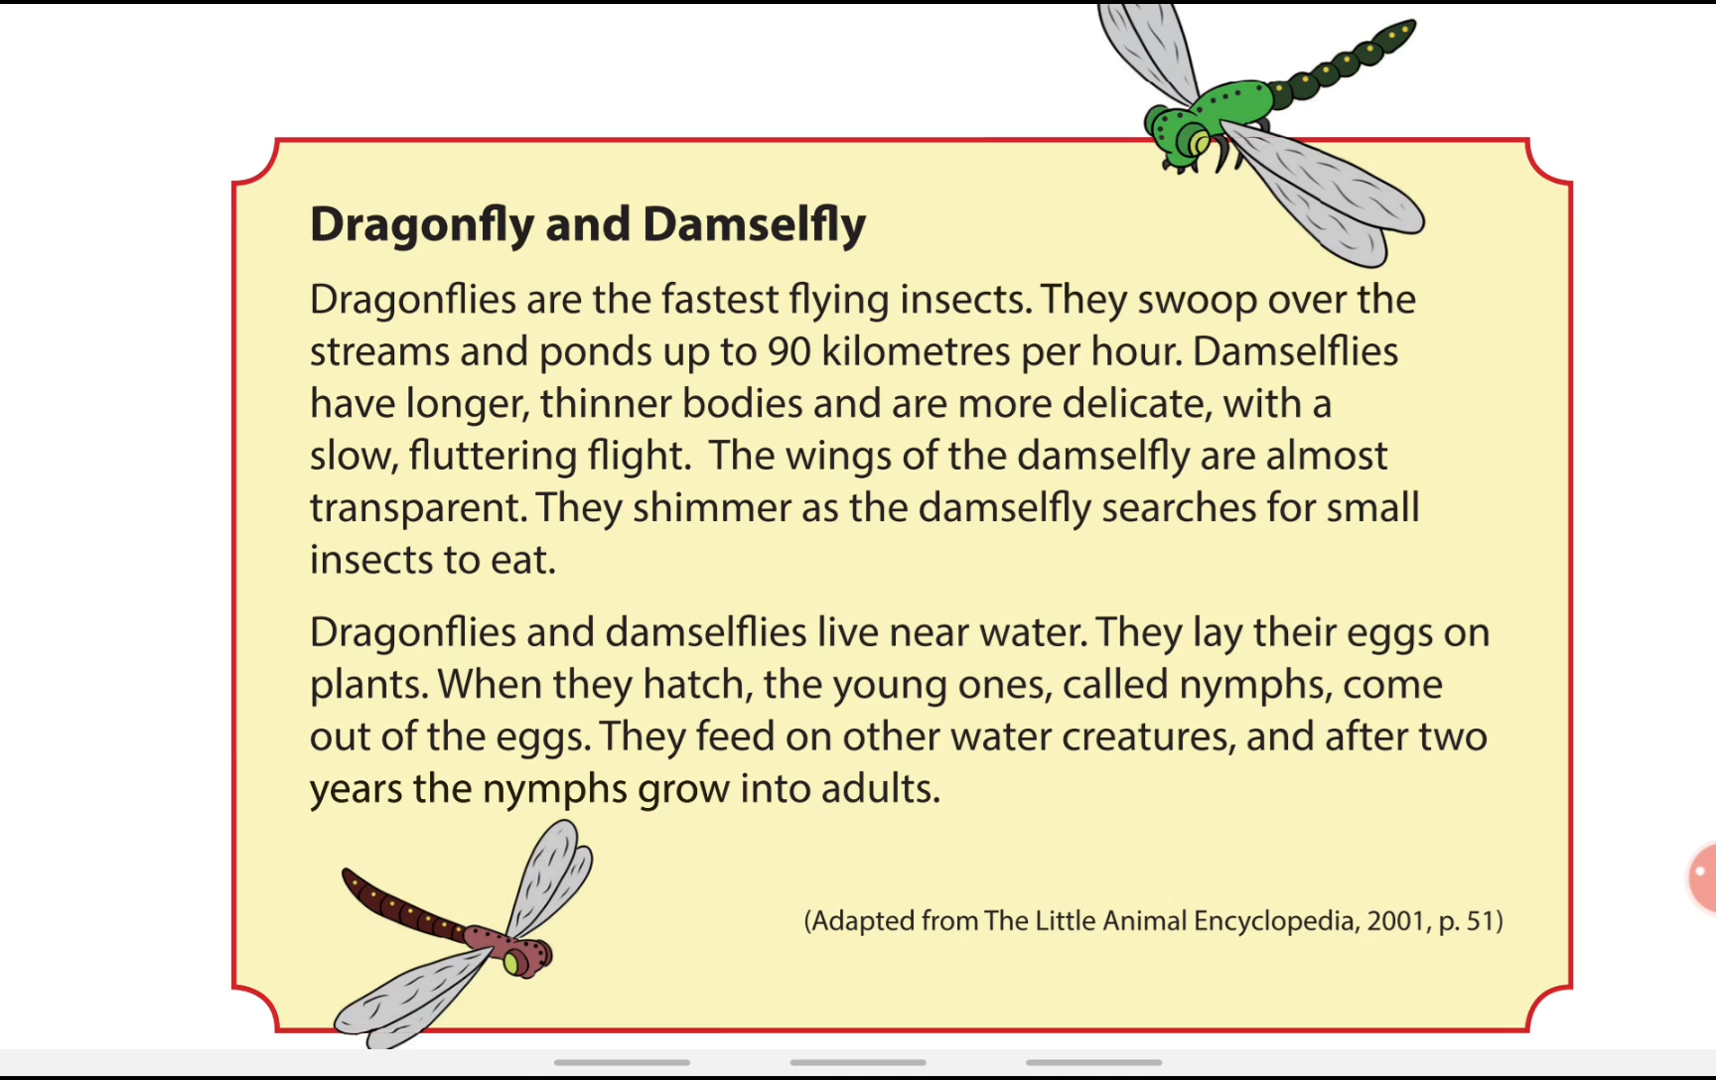 Dragonfly and Damselfly
Dragonflies are the fastest flying insects. They swoop over the
streams and ponds up to 90 kilometres per hour. Damselflies
have longer, thinner bodies and are more delicate, with a
slow, fluttering flight. The wings of the damselfly are almost
transparent. They shimmer as the damselfly searches for small
insects to eat.
Dragonflies and damselflies live near water. They lay their eggs on
plants. When they hatch, the young ones, called nymphs, come
out of the eggs. They feed on other water creatures, and after two
years the nymphs grow into adults.
(Adapted from The Little Animal Encyclopedia, 2001, p. 51)